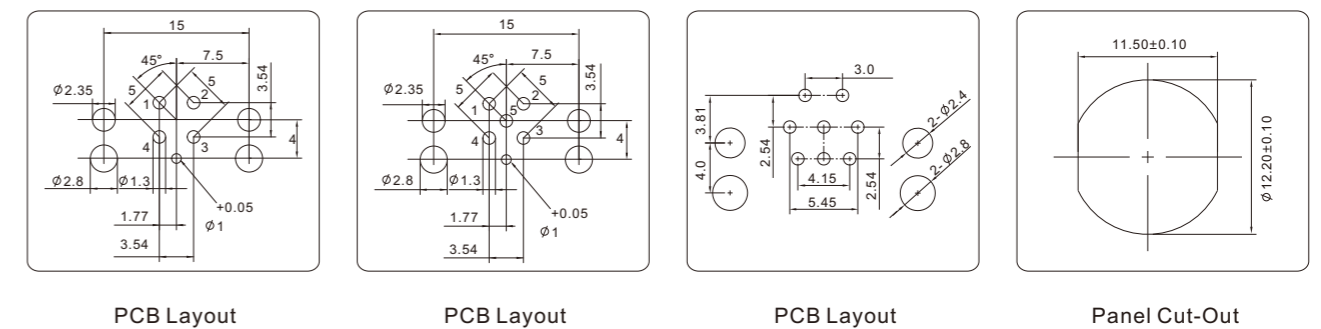 15
45°
7.5
3.54
Ø2.35
5
5
1
2
4
4
3
Ø2.8
Ø1.3
+0.05
1.77
Ø1
3.54
PCB Layout
15
45°
7.5
3.54
Ø2.35
5
5
1
2
5
4
4
3
Ø2.8
Ø1.3
+0.05
1.77
Ø1
3.54
PCB Layout
3.0
3.81
2-Ø2.4
2.54
4.0
2-Ø2.8
4.15
2.54
5.45
PCB Layout
11.50±0.10
Ø12.20±0.10
Panel Cut-Out